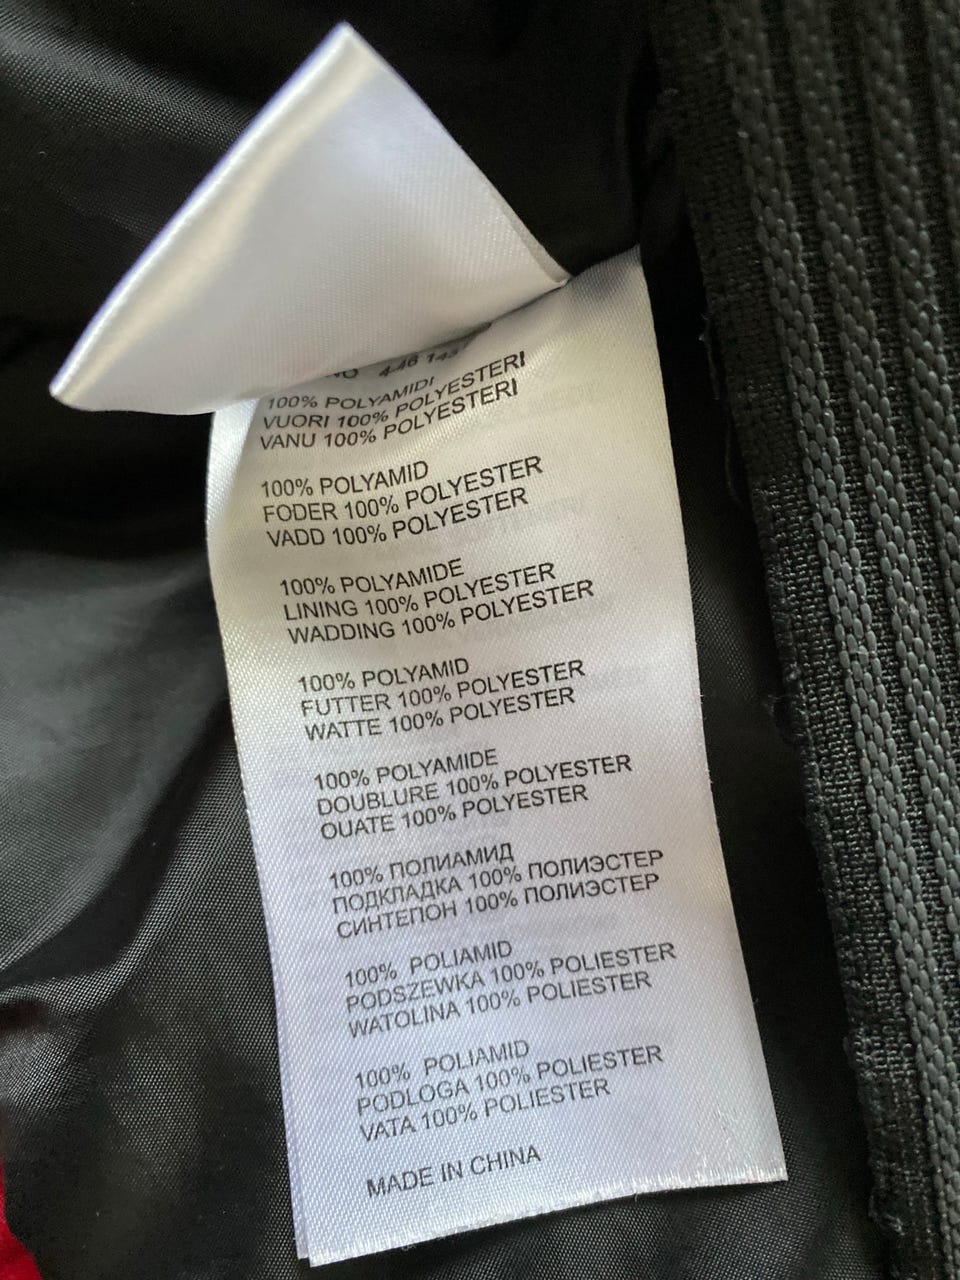 100% POLYAMIDI
VUORI 100% POLYESTERI
VANU 100% POLYESTERI
100% POLYAMID
FODER 100% POLYESTER
VADD 100% POLYESTER
100% POLYAMIDE
LINING 100% POLYESTER
WADDING 100% POLYESTER
100% POLYAMID
FUTTER 100% POLYESTER
WATTE 100% POLYESTER
100% POLYAMIDE
DOUBLURE 100% POLYESTER
OUATE 100% POLYESTER
100% ПОЛИАМИД
ПОДКЛАДКА 100% ПОЛИЭСТЕР
СИНТЕПОН 100% ПОЛИЭСТЕР
100% POLIAMID
PODSZEWKA 100% POLIESTER
WATOLINA 100% POLIESTER
100% POLIAMID
PODLOGA 100% POLIESTER
VATA 100% POLIESTER
MADE IN CHINA